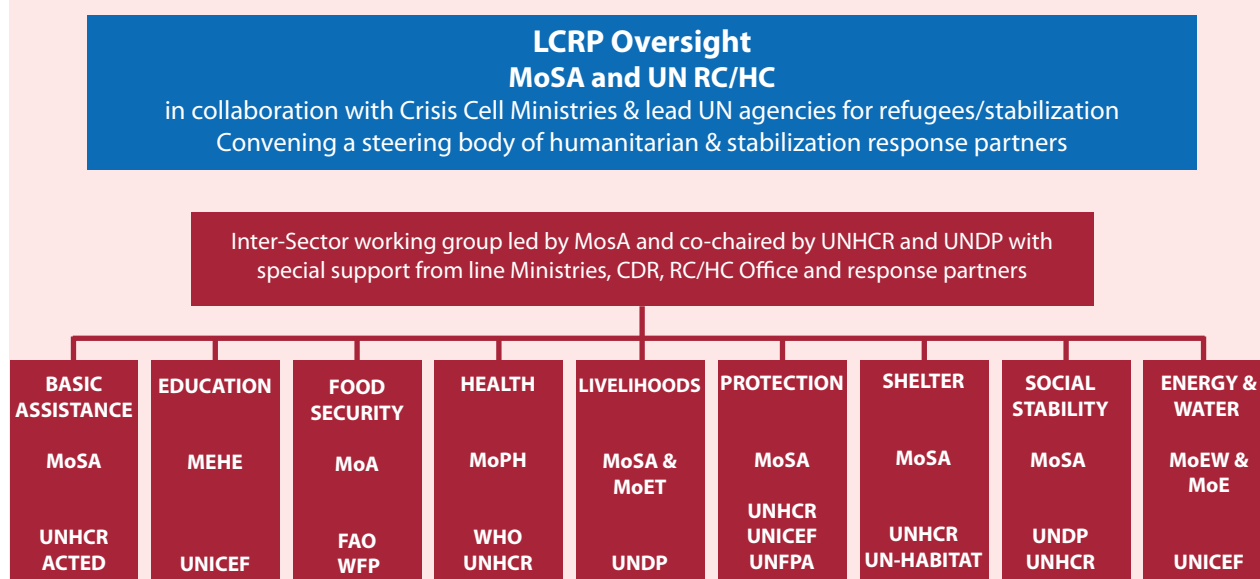 LCRP Oversight
MoSA and UN RC/HC
in collaboration with Crisis Cell Ministries & lead UN agencies for refugees/stabilization
Convening a steering body of humanitarian & stabilization response partners
Inter-Sector working group led by MosA and co-chaired by UNHCR and UNDP with
special support from line Ministries, CDR, RC/HC Office and response partners
BASIC
ASSISTANCE
MoSA
UNHCR
ACTED
EDUCATION
MEHE
UNICEF
FOOD
SECURITY
MoA
FAO
WFP
HEALTH
MoPH
WHO
UNHCR
LIVELIHOODS
MoSA &
MoET
UNDP
PROTECTION
MoSA
UNHCR
UNICEF
UNFPA
SHELTER
MoSA
UNHCR
UN-HABITAT
SOCIAL
STABILITY
MoSA
UNDP
UNHCR
ENERGY &
WATER
MoEW &
MoE
UNICEF